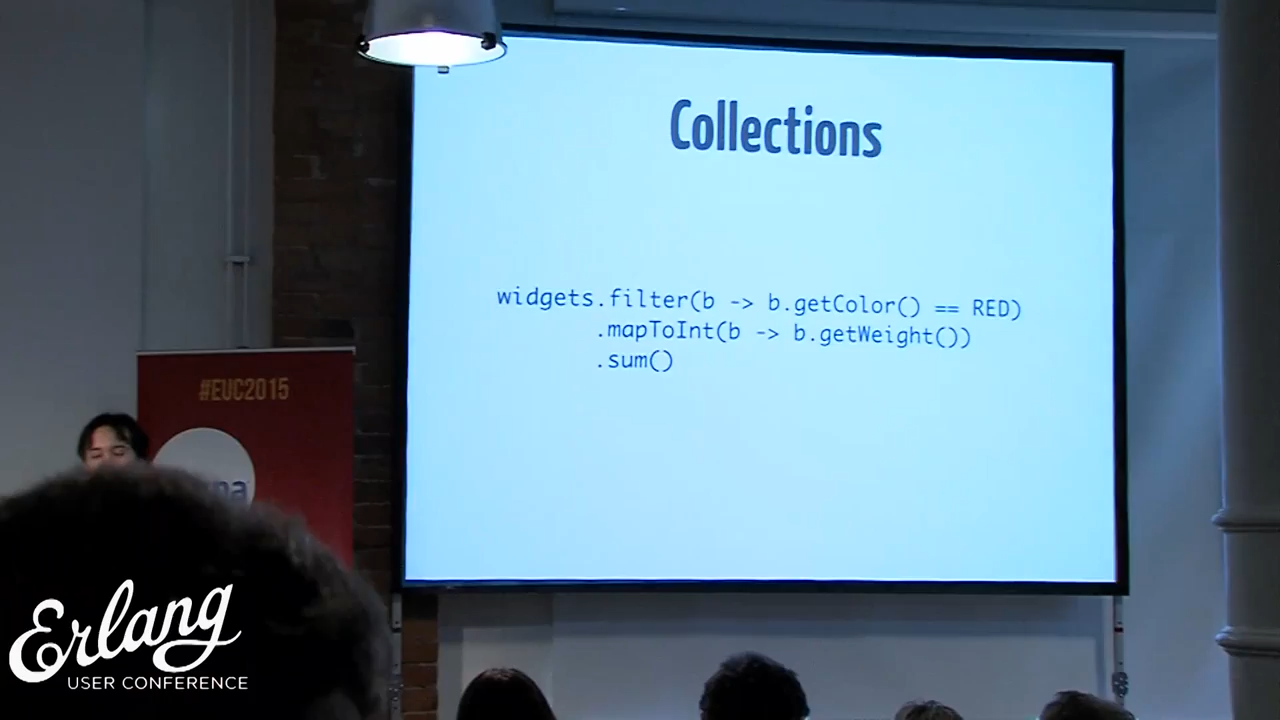 Collections
widgets.filter(b -> b.getColor() == RED)
.mapToInt(b -> b.getWeight())
.sum()
#EUC2015
Erlang
USER CONFERENCE